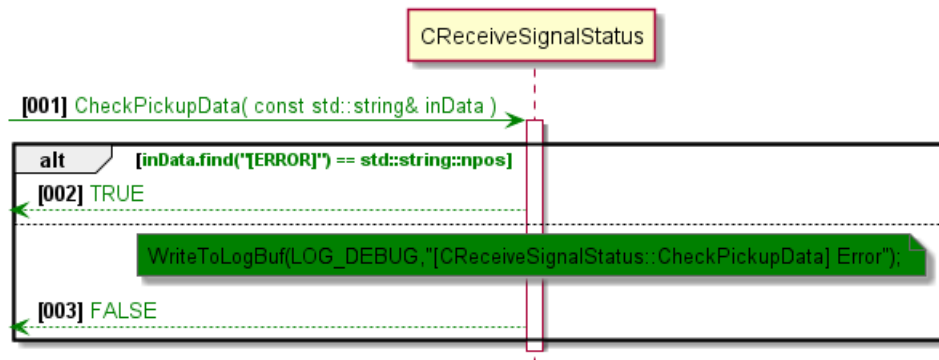 CReceiveSignalStatus
[001] CheckPickupData( const std::string& inData )
alt [inData.find("[ERROR]") == std::string::npos]
[002] TRUE
WriteToLogBuf(LOG_DEBUG,"[CReceiveSignalStatus::CheckPickupData] Error");
[003] FALSE